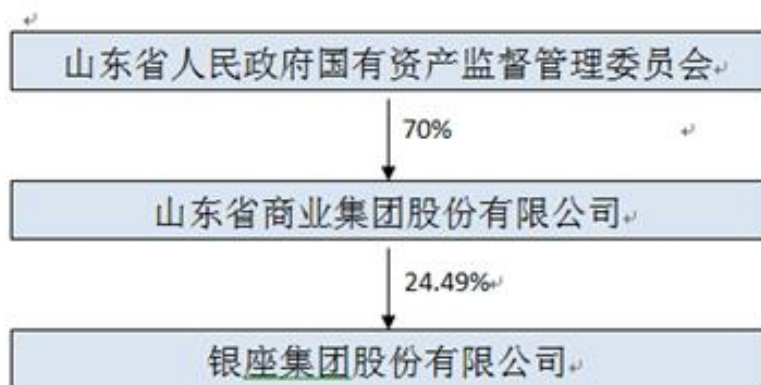 山东省人民政府国有资产监督管理委员会
70%
山东省商业集团股份有限公司
24.49%
银座集团股份有限公司